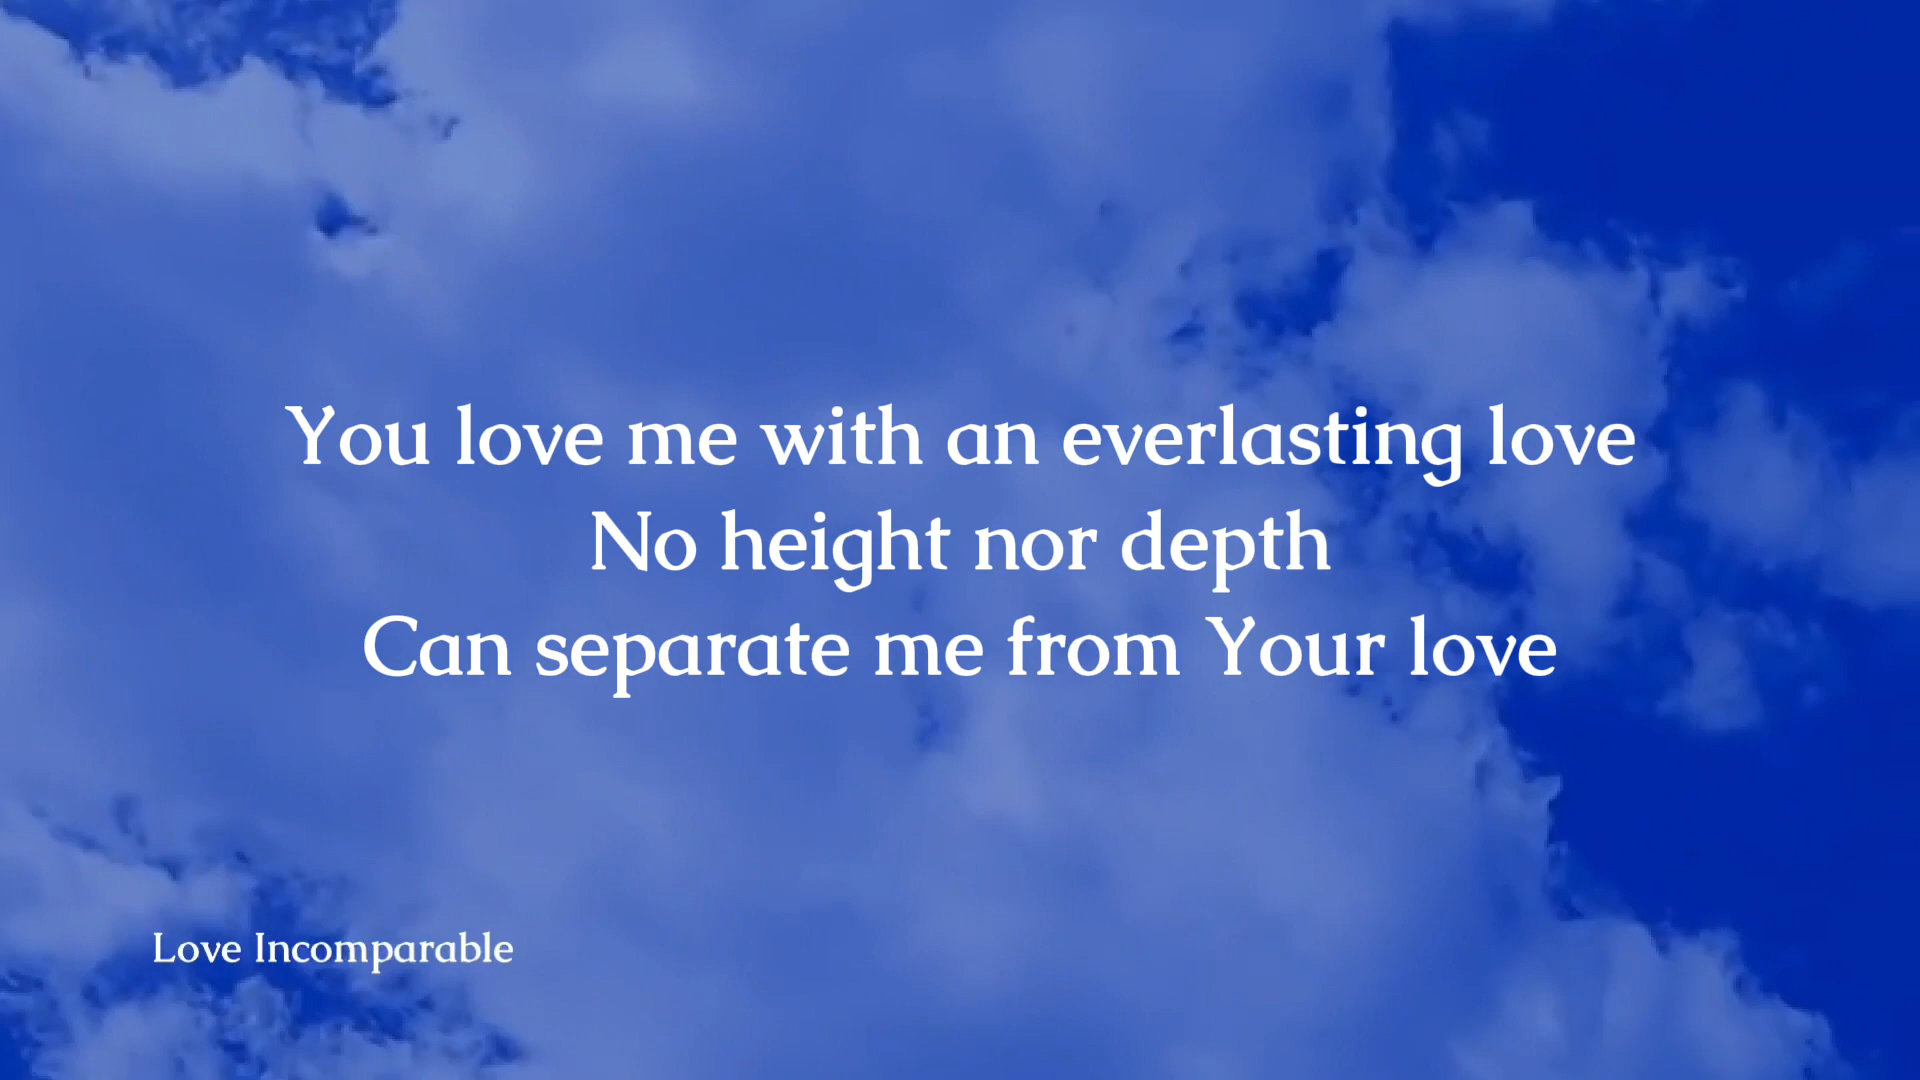 You love me with an everlasting love
No height nor depth
Can separate me from Your love
Love Incomparable